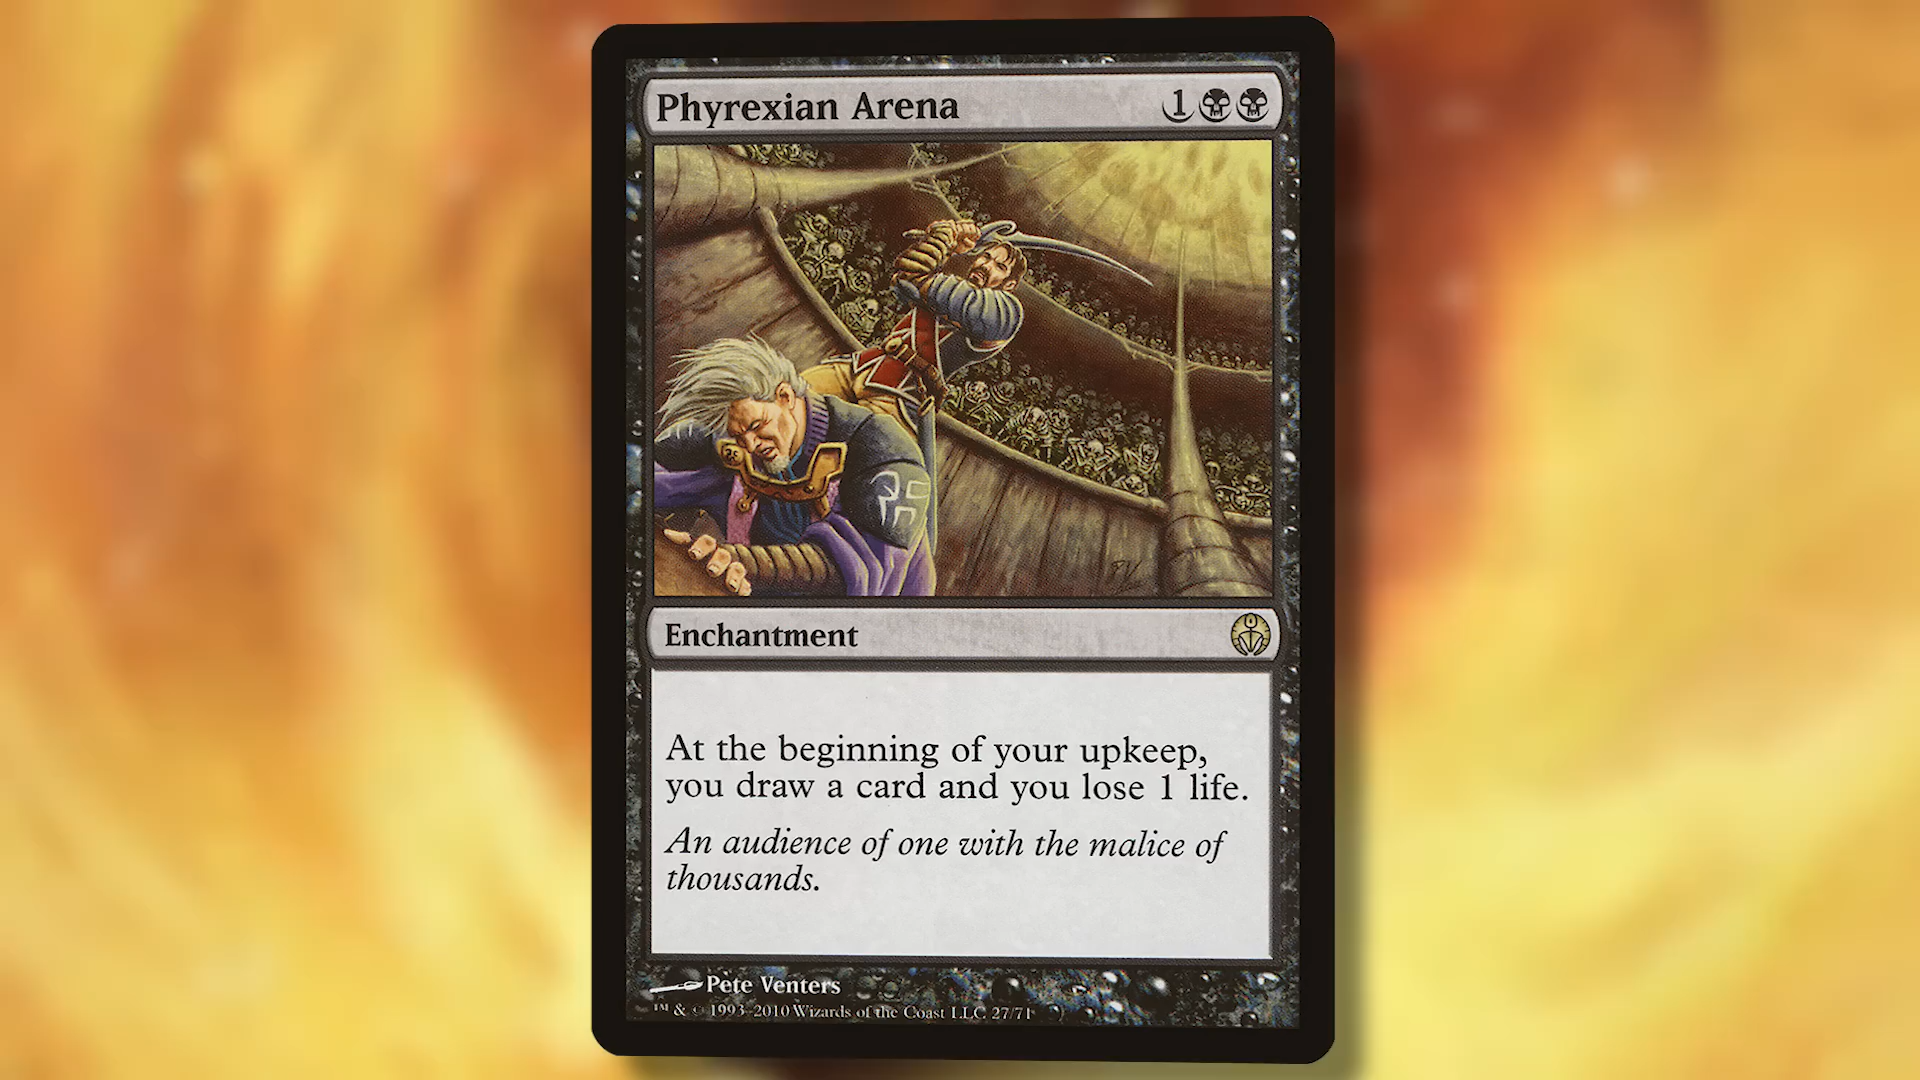 Phyrexian Arena 1
Enchantment
At the beginning of your upkeep,
you draw a card and you lose 1 life.
An audience of one with the malice of
thousands.
Pete Venters
™ & © 1993–2010 Wizards of the Coast LLC 27/71